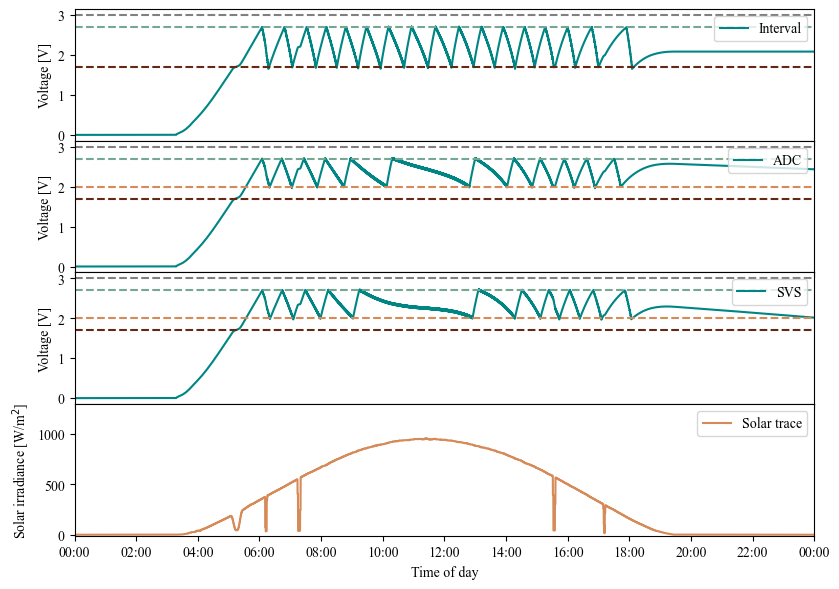 3
2
1
0
Voltage [V]
Interval
3
2
1
0
Voltage [V]
ADC
3
2
1
0
Voltage [V]
SVS
1000
500
0
Solar irradiance [W/m²]
Solar trace
00:00 02:00 04:00 06:00 08:00 10:00 12:00 14:00 16:00 18:00 20:00 22:00 00:00
Time of day